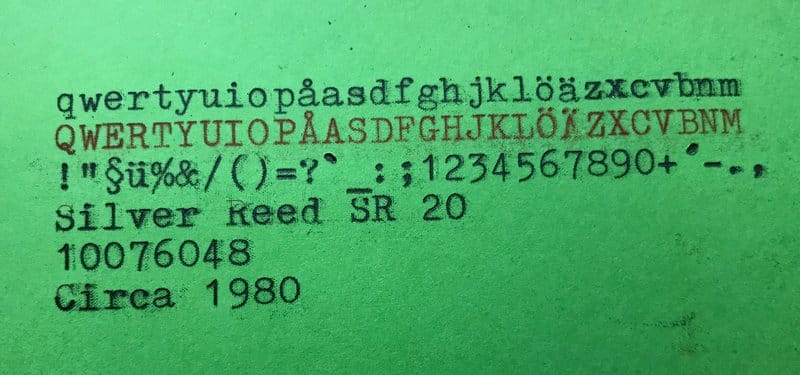 qwertyuiopåasdfghjklöäzxcvbnm
QWERTYUIOPÅASDFGHJKLÖÄZXCVBNM
!"§ü%&/()=?`_:;1234567890+´-.,
Silver Reed SR 20
10076048
Circa 1980